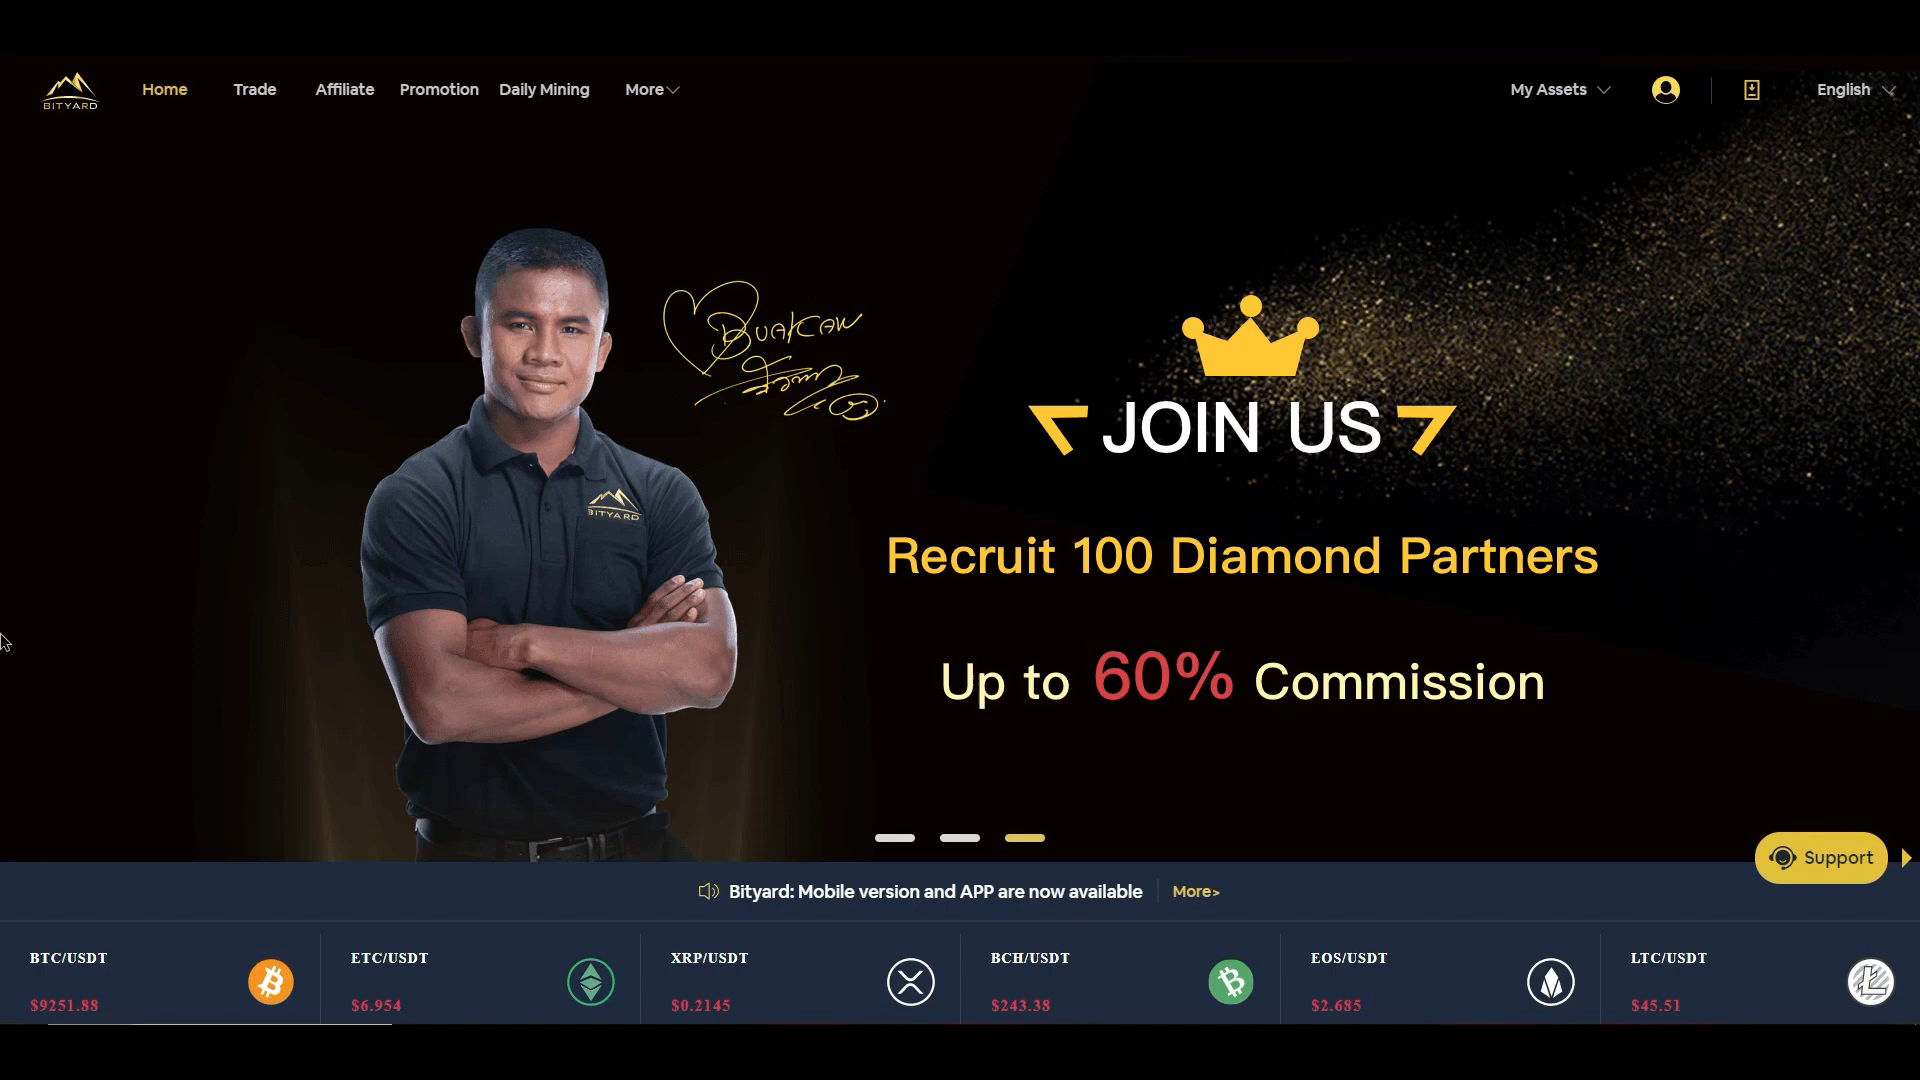 BITYARD
Home Trade Affiliate Promotion Daily Mining More
My Assets English
BUAKCAW
BITYARD
JOIN US
Recruit 100 Diamond Partners
Up to 60% Commission
Support
Bityard: Mobile version and APP are now available More>
BTC/USDT ETC/USDT XRP/USDT BCH/USDT EOS/USDT LTC/USDT
$9251.88 $6.954 $0.2145 $243.38 $2.685 $45.51